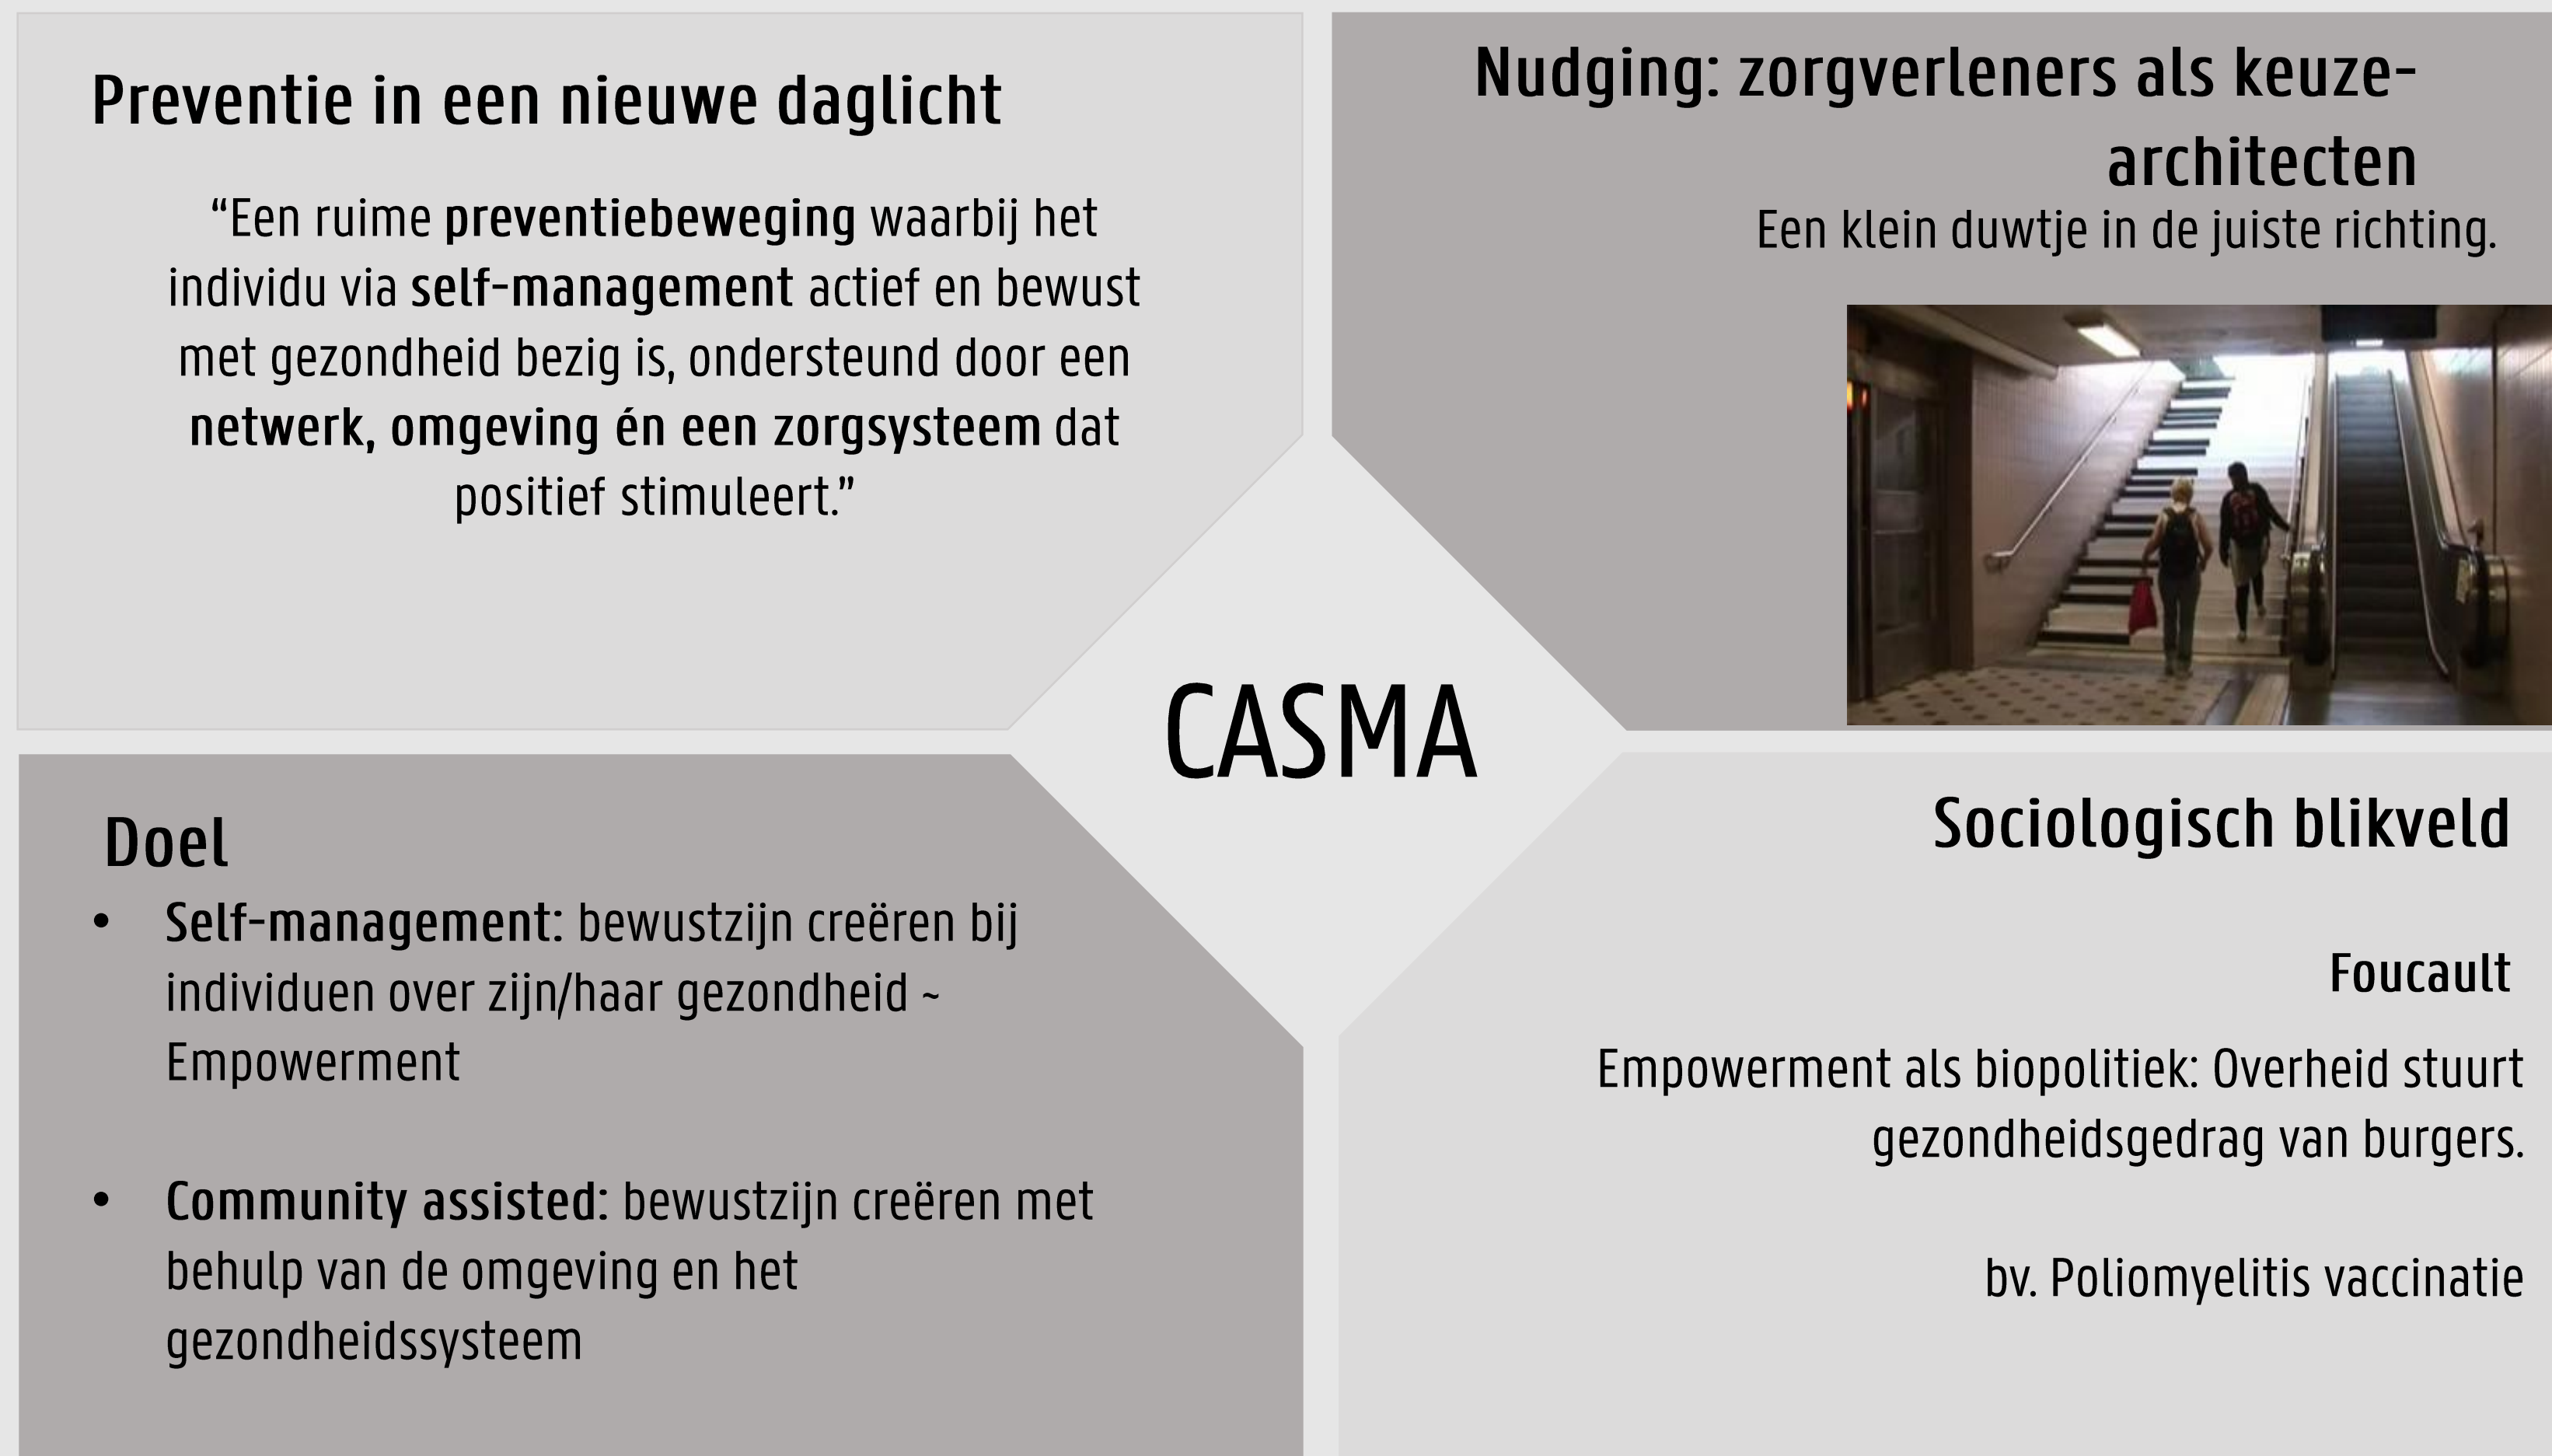 Preventie in een nieuwe daglicht
“Een ruime preventiebeweging waarbij het
individu via self-management actief en bewust
met gezondheid bezig is, ondersteund door een
netwerk, omgeving én een zorgsysteem dat
positief stimuleert.”
Nudging: zorgverleners als keuze-
architecten
Een klein duwtje in de juiste richting.
CASMA
Doel
• Self-management: bewustzijn creëren bij
individuen over zijn/haar gezondheid ~
Empowerment
• Community assisted: bewustzijn creëren met
behulp van de omgeving en het
gezondheidssysteem
Sociologisch blikveld
Foucault
Empowerment als biopolitiek: Overheid stuurt
gezondheidsgedrag van burgers.
bv. Poliomyelitis vaccinatie